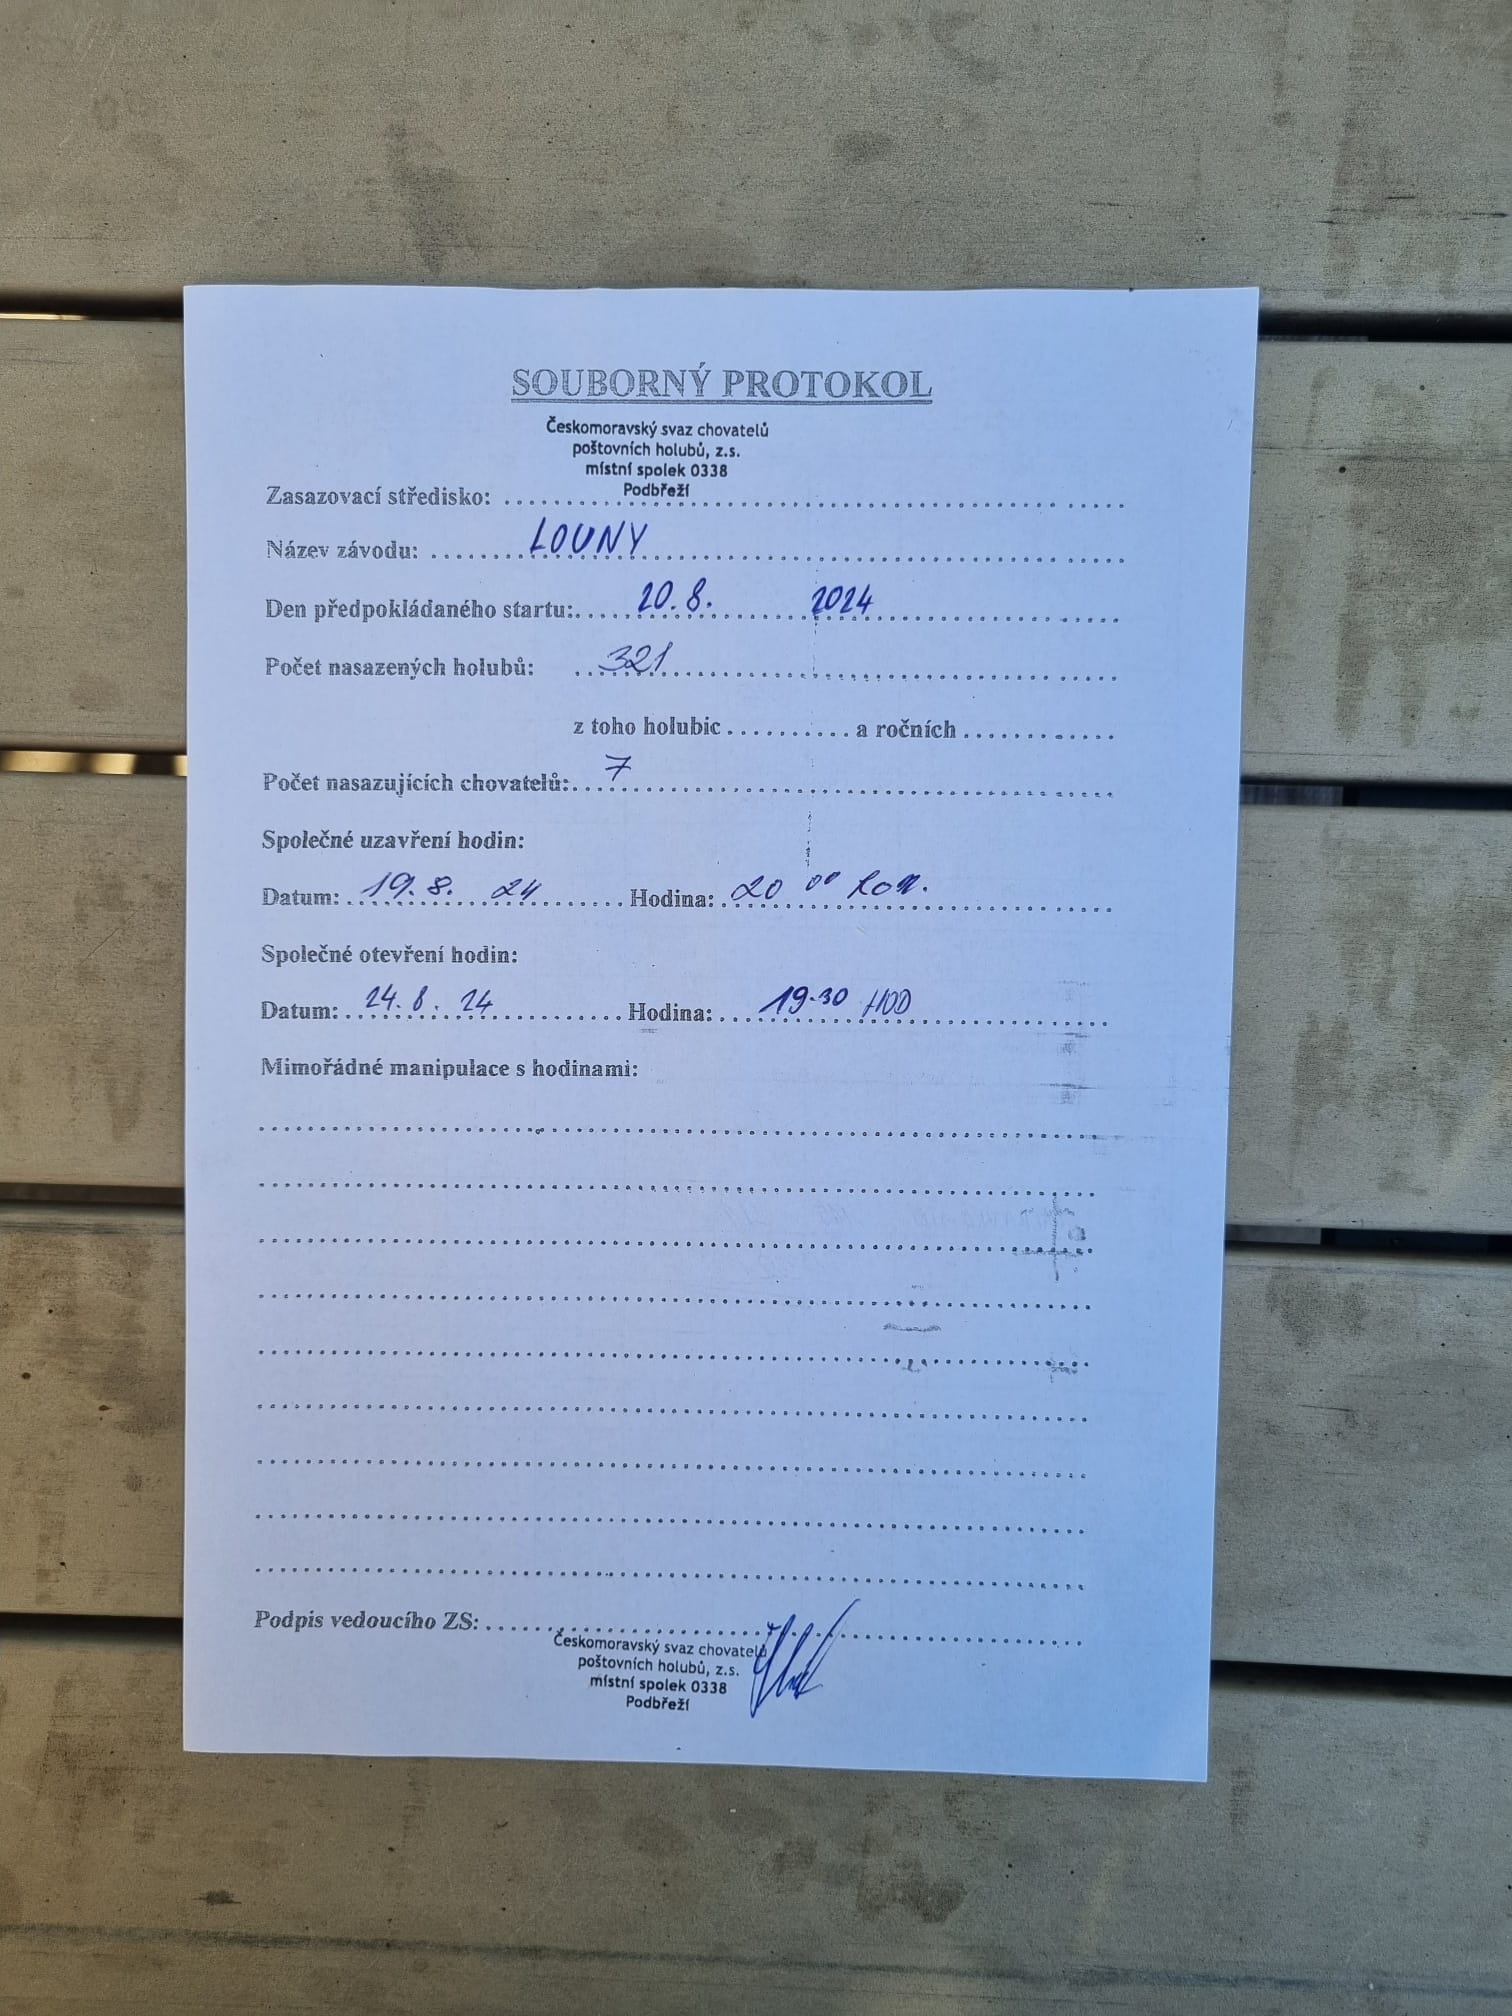 SOUBORNÝ PROTOKOL
Českomoravský svaz chovatelů
poštovních holubů, z.s.
místní spolek 0338
Podbřeží
Zasazovací středisko: ........................
Název závodu: ....... LOUNY ........................
Den předpokládaného startu: ..... 20. 8. 2024 ........................
Počet nasazených holubů: .. 321 ........................
z toho holubic .......... a ročních ............
Počet nasazujících chovatelů: ... 7 ........................
Společné uzavření hodin:
Datum: .. 19. 8. 24 ....... Hodina: .. 20 00 hod. ............
Společné otevření hodin:
Datum: .. 24. 8. 24 ........... Hodina: .... 19.30 HOD ............
Mimořádné manipulace s hodinami:
Podpis vedoucího ZS: ........................
Českomoravský svaz chovatelů
poštovních holubů, z.s.
místní spolek 0338
Podbřeží